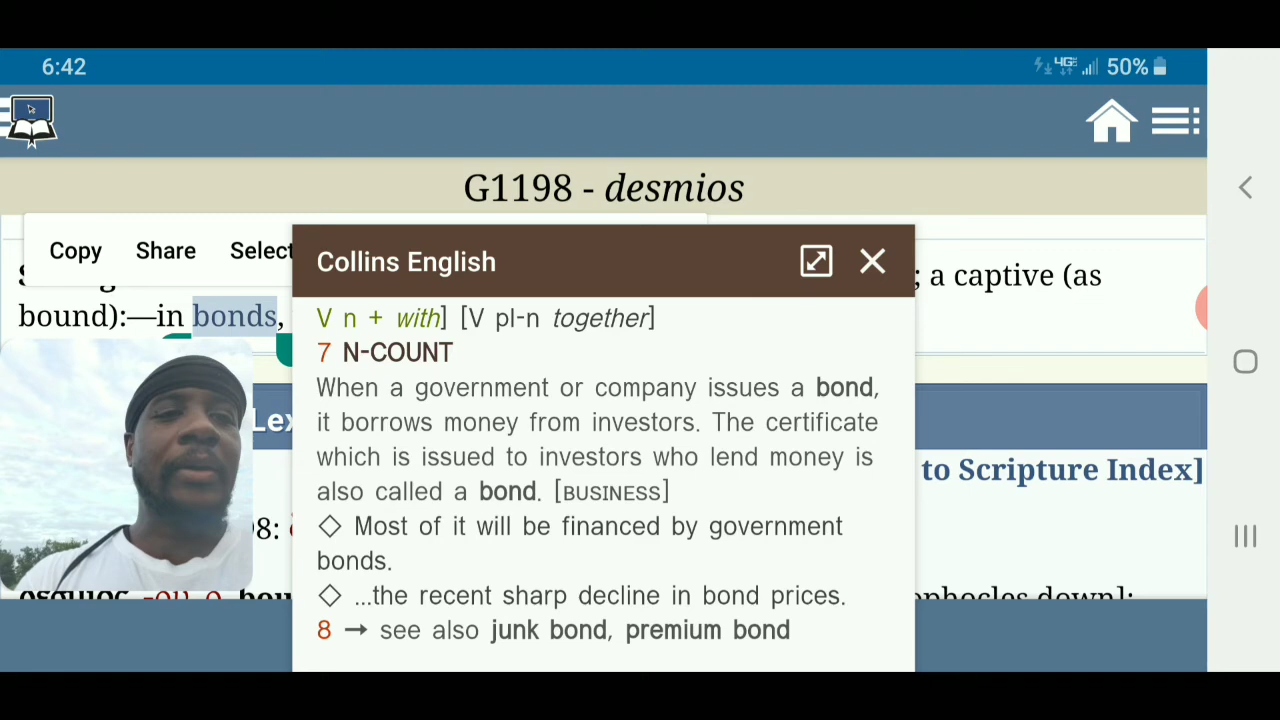 6:42
4G 50%
G1198 - desmios
Copy Share Select
; a captive (as
bound):—in bonds,
Collins English
V n + with] [V pl-n together]
7 N-COUNT
When a government or company issues a bond,
it borrows money from investors. The certificate
which is issued to investors who lend money is
also called a bond. [BUSINESS]
◇ Most of it will be financed by government
bonds.
◇ ...the recent sharp decline in bond prices.
8 → see also junk bond, premium bond
Lex
to Scripture Index]
98: